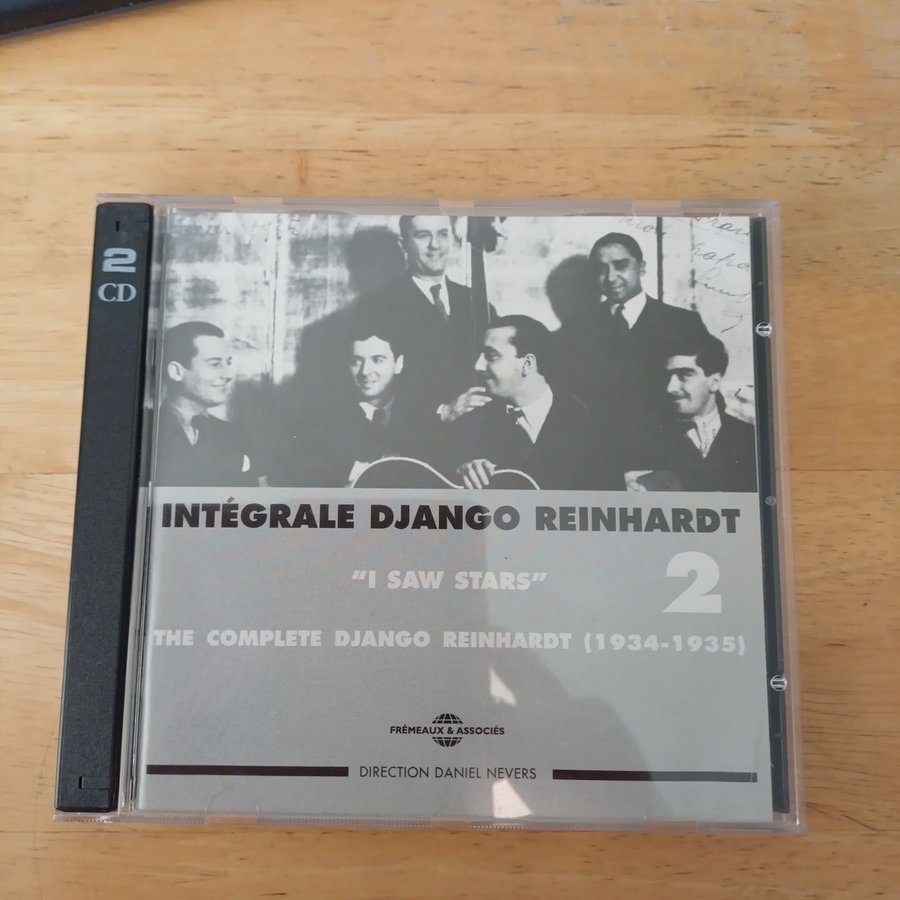 2
CD
INTÉGRALE DJANGO REINHARDT
"I SAW STARS"
2
THE COMPLETE DJANGO REINHARDT (1934-1935)
FRÉMEAUX & ASSOCIÉS
DIRECTION DANIEL NEVERS